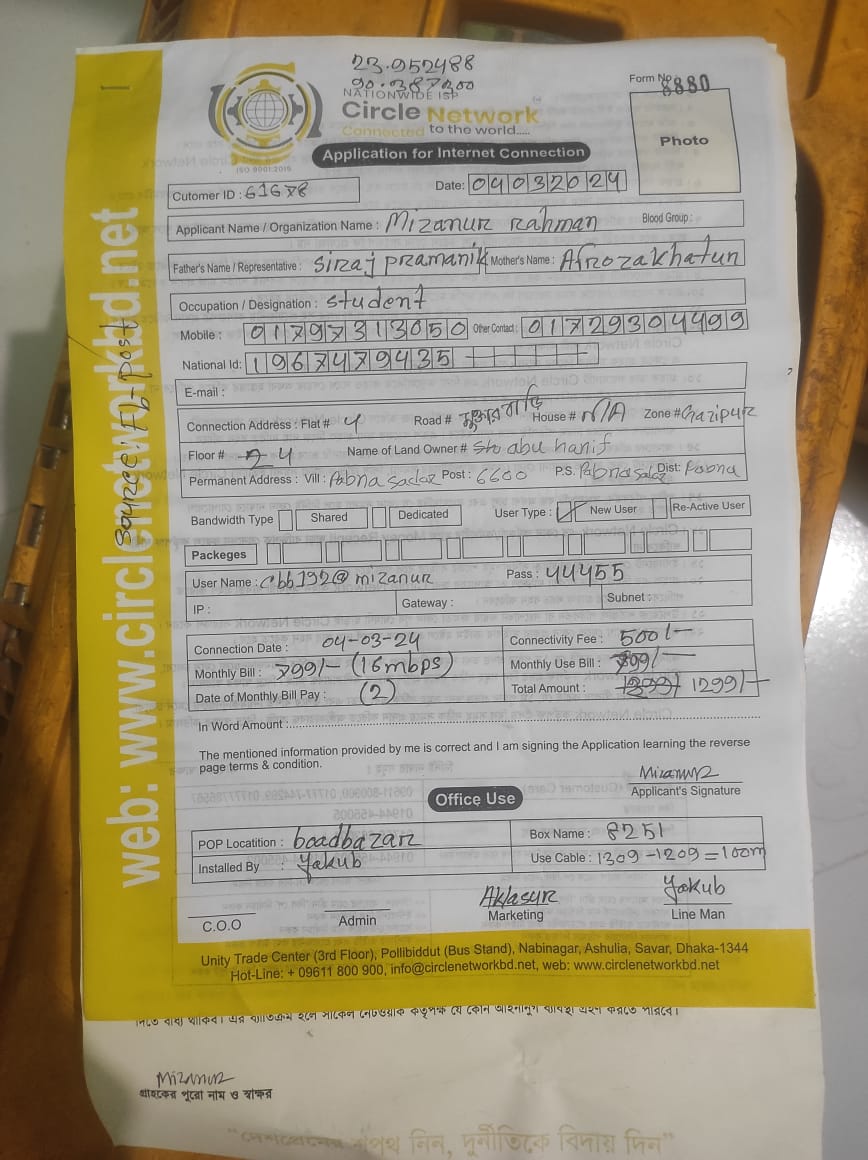 23.952488
90.387200
NATIONWIDE ISP
Circle Network
Connected to the world.....
ISO 9001:2015
Form No 8880
Photo
Application for Internet Connection
Cutomer ID : 61678
Date: 04032024
Applicant Name / Organization Name : Mizanur Rahman Blood Group :
Father's Name / Representative : Siraj Pramanik Mother's Name : Afrozakhatun
Occupation / Designation : Student
Mobile : 01797313050 Other Contact : 01729304499
National Id: 1967479435
E-mail :
Connection Address : Flat # 4 Road # House # N/A Zone # Gazipur
Floor # 4 Name of Land Owner # abu hanif
Permanent Address : Vill : Pabna sadar Post : 6600 P.S. Pabna Sadar Dist: Pabna
Bandwidth Type Shared Dedicated User Type : New User Re-Active User
Packeges
User Name : cbb192@mizanur Pass : 44455
IP : Gateway : Subnet :
Connection Date : 04-03-24 Connectivity Fee : 500/-
Monthly Bill : 799/- (16mbps) Monthly Use Bill : 799/-
Date of Monthly Bill Pay : (2) Total Amount : 1299/-
In Word Amount :
The mentioned information provided by me is correct and I am signing the Application learning the reverse
page terms & condition.
Mizanur
Applicant's Signature
Office Use
POP Locatition : boadbazar Box Name : 8251
Installed By : Yakub Use Cable : 1309-1209=100m
Aklasur Yakub
C.O.O Admin Marketing Line Man
Unity Trade Center (3rd Floor), Pollibiddut (Bus Stand), Nabinagar, Ashulia, Savar, Dhaka-1344
Hot-Line: + 09611 800 900, info@circlenetworkbd.net, web: www.circlenetworkbd.net
web: www.circlenetworkbd.net
Source: Fb-post
Mizanur
গ্রাহকের পুরো নাম ও স্বাক্ষর
শপথ নিন, দুর্নীতিকে বিদায় দিন"